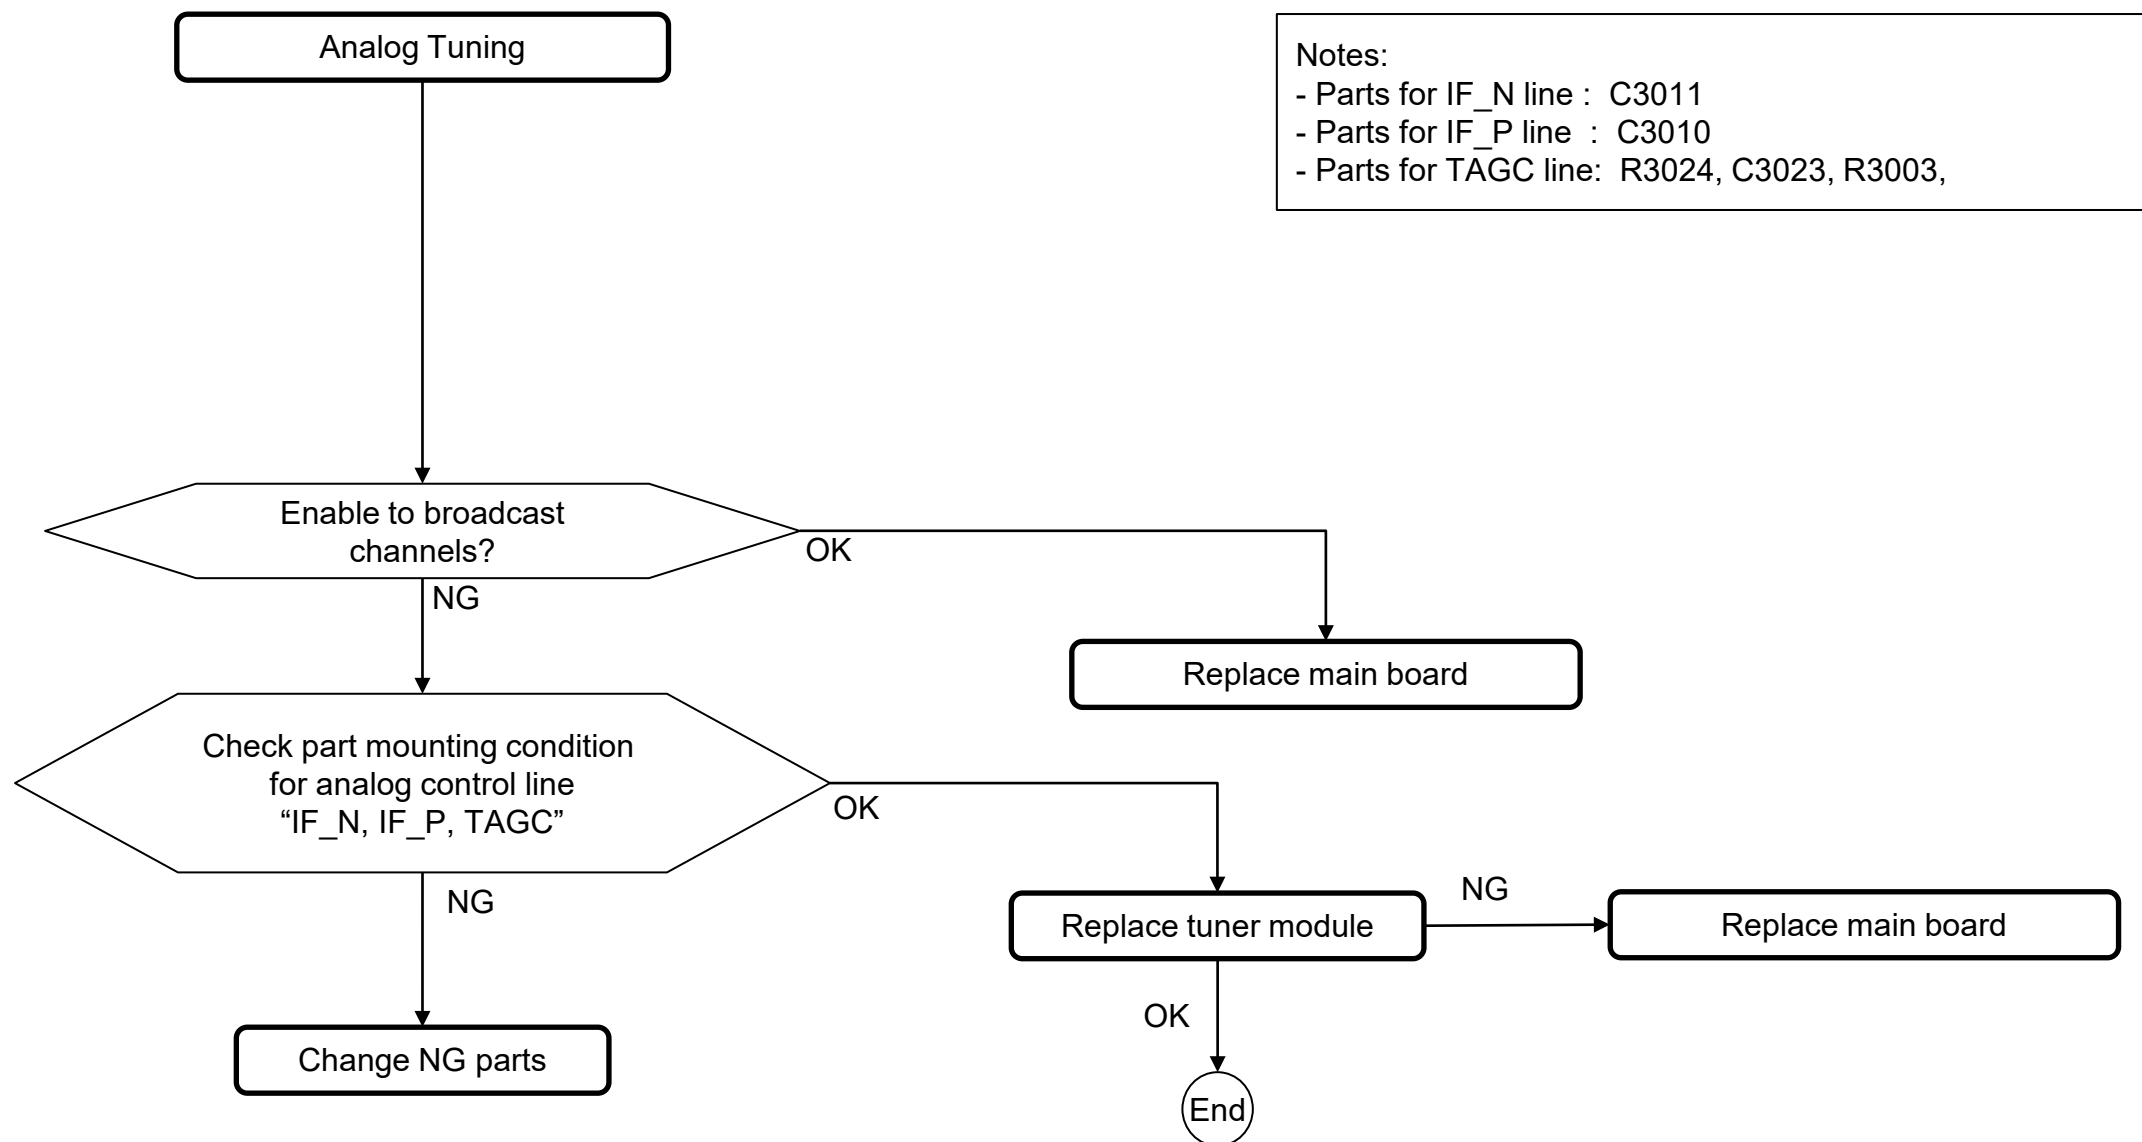 Analog Tuning
Notes:
- Parts for IF_N line :  C3011
- Parts for IF_P line  :  C3010
- Parts for TAGC line:  R3024, C3023, R3003,
Enable to broadcast
channels?
OK
NG
Replace main board
Check part mounting condition
for analog control line
“IF_N, IF_P, TAGC”
OK
NG
Replace tuner module
NG
Replace main board
OK
Change NG parts
End